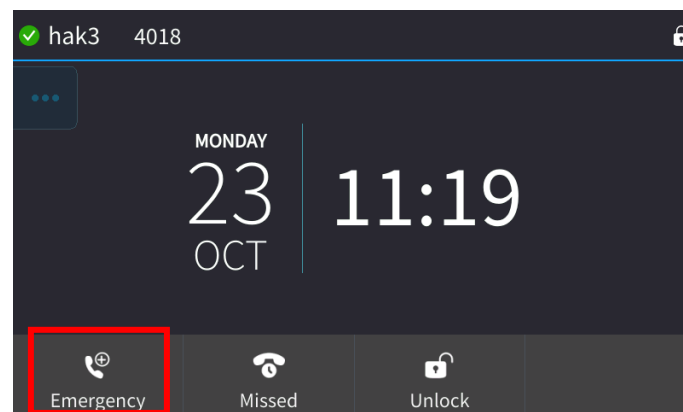 hak3 4018
MONDAY
23
OCT
11:19
Emergency
Missed
Unlock